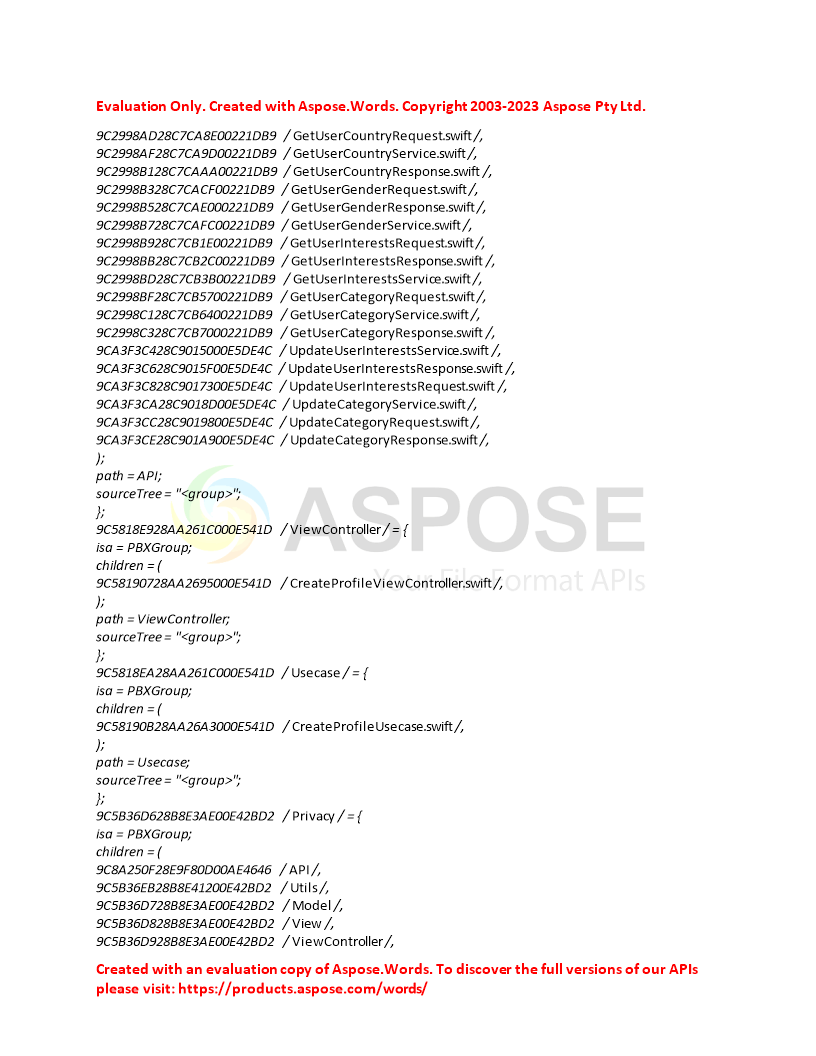 Evaluation Only. Created with Aspose.Words. Copyright 2003-2023 Aspose Pty Ltd.
9C2998AD28C7CA8E00221DB9 / GetUserCountryRequest.swift /,
9C2998AF28C7CA9D00221DB9 / GetUserCountryService.swift /,
9C2998B128C7CAAA00221DB9 / GetUserCountryResponse.swift /,
9C2998B328C7CACF00221DB9 / GetUserGenderRequest.swift /,
9C2998B528C7CAE000221DB9 / GetUserGenderResponse.swift /,
9C2998B728C7CAFC00221DB9 / GetUserGenderService.swift /,
9C2998B928C7CB1E00221DB9 / GetUserInterestsRequest.swift /,
9C2998BB28C7CB2C00221DB9 / GetUserInterestsResponse.swift /,
9C2998BD28C7CB3B00221DB9 / GetUserInterestsService.swift /,
9C2998BF28C7CB5700221DB9 / GetUserCategoryRequest.swift /,
9C2998C128C7CB6400221DB9 / GetUserCategoryService.swift /,
9C2998C328C7CB7000221DB9 / GetUserCategoryResponse.swift /,
9CA3F3C428C9015000E5DE4C / UpdateUserInterestsService.swift /,
9CA3F3C628C9015F00E5DE4C / UpdateUserInterestsResponse.swift /,
9CA3F3C828C9017300E5DE4C / UpdateUserInterestsRequest.swift /,
9CA3F3CA28C9018D00E5DE4C / UpdateCategoryService.swift /,
9CA3F3CC28C9019800E5DE4C / UpdateCategoryRequest.swift /,
9CA3F3CE28C901A900E5DE4C / UpdateCategoryResponse.swift /,
);
path = API;
sourceTree = "<group>";
};
ASPOSE
9C5818E928AA261C000E541D / ViewController / = {
isa = PBXGroup;
children = (
Your File Format APIs
9C58190728AA2695000E541D / CreateProfileViewController.swift /,
);
path = ViewController;
sourceTree = "<group>";
};
9C5818EA28AA261C000E541D / Usecase / = {
isa = PBXGroup;
children = (
9C58190B28AA26A3000E541D / CreateProfileUsecase.swift /,
);
path = Usecase;
sourceTree = "<group>";
};
9C5B36D628B8E3AE00E42BD2 / Privacy / = {
isa = PBXGroup;
children = (
9C8A250F28E9F80D00AE4646 / API /,
9C5B36EB28B8E41200E42BD2 / Utils /,
9C5B36D728B8E3AE00E42BD2 / Model /,
9C5B36D828B8E3AE00E42BD2 / View /,
9C5B36D928B8E3AE00E42BD2 / ViewController /,
Created with an evaluation copy of Aspose.Words. To discover the full versions of our APIs
please visit: https://products.aspose.com/words/